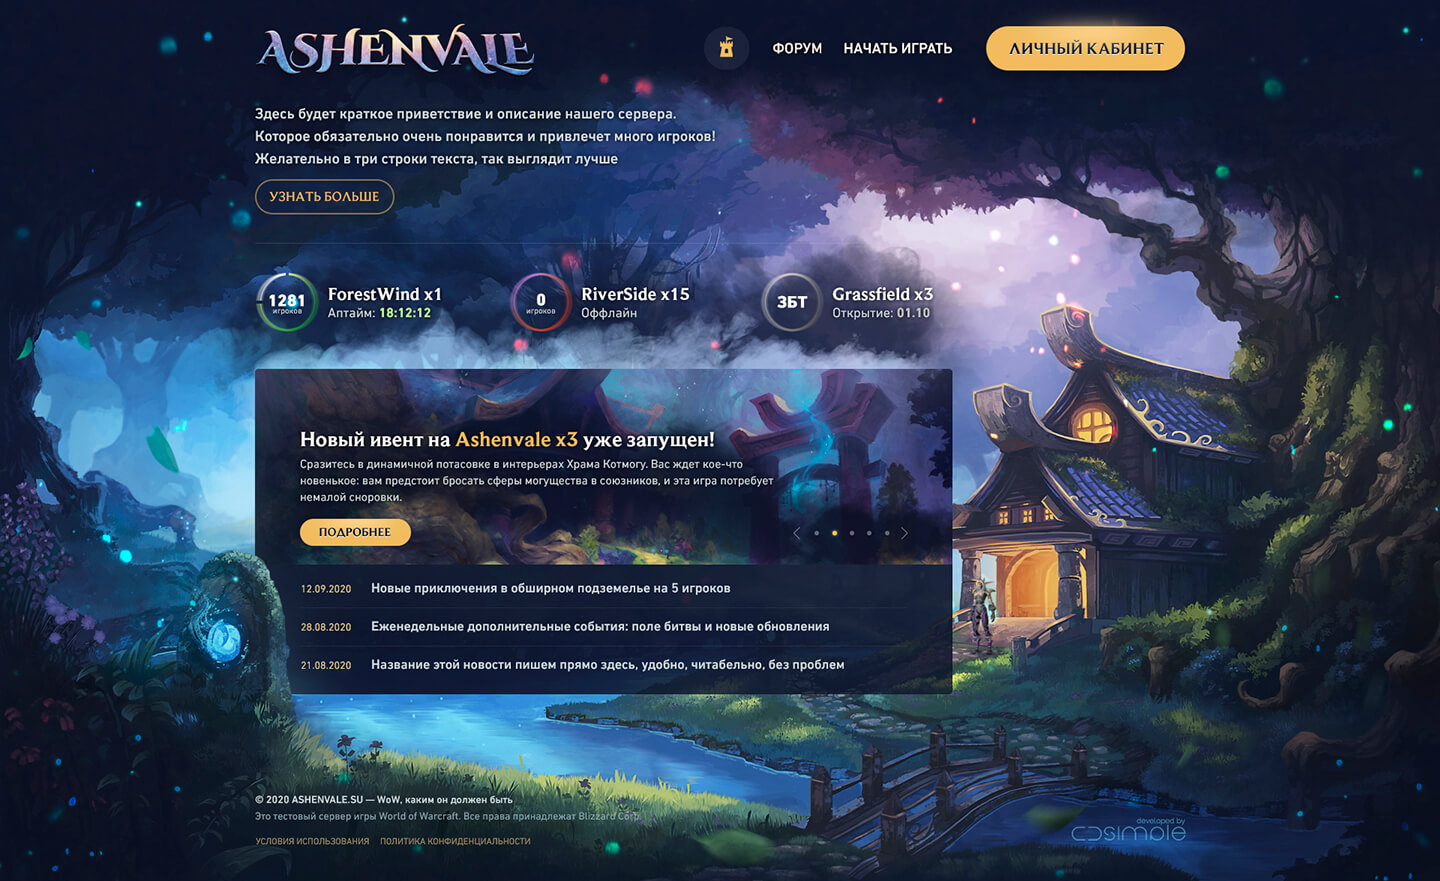 ASHENVALE
ФОРУМ
НАЧАТЬ ИГРАТЬ
ЛИЧНЫЙ КАБИНЕТ
Здесь будет краткое приветствие и описание нашего сервера.
Которое обязательно очень понравится и привлечет много игроков!
Желательно в три строки текста, так выглядит лучше
УЗНАТЬ БОЛЬШЕ
1281
игроков
ForestWind x1
Аптайм: 18:12:12
0
игроков
RiverSide x15
Оффлайн
ЗБТ
Grassfield x3
Открытие: 01.10
Новый ивент на Ashenvale x3 уже запущен!
Сразитесь в динамичной потасовке в интерьерах Храма Котмогу. Вас ждет кое-что
новенькое: вам предстоит бросать сферы могущества в союзников, и эта игра потребует
немалой сноровки.
ПОДРОБНЕЕ
12.09.2020 Новые приключения в обширном подземелье на 5 игроков
28.08.2020 Еженедельные дополнительные события: поле битвы и новые обновления
21.08.2020 Название этой новости пишем прямо здесь, удобно, читабельно, без проблем
© 2020 ASHENVALE.SU — WoW, каким он должен быть
Это тестовый сервер игры World of Warcraft. Все права принадлежат Blizzard Corp.
УСЛОВИЯ ИСПОЛЬЗОВАНИЯ ПОЛИТИКА КОНФИДЕНЦИАЛЬНОСТИ
developed by
simple